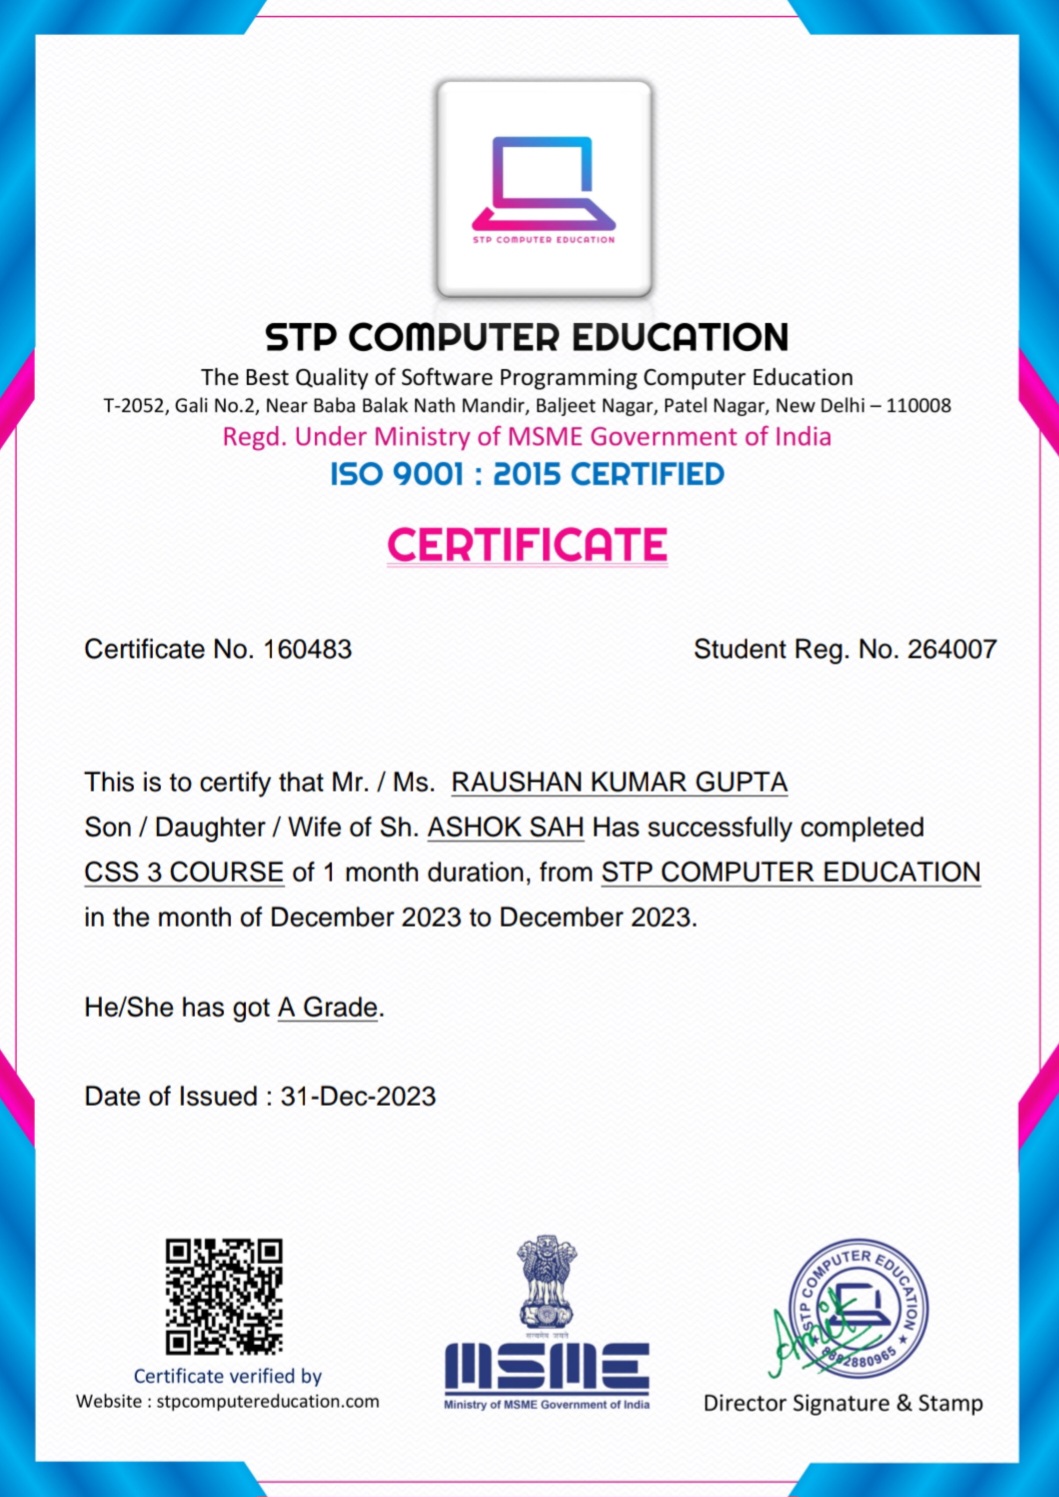 STP COMPUTER EDUCATION
STP COMPUTER EDUCATION
The Best Quality of Software Programming Computer Education
T-2052, Gali No.2, Near Baba Balak Nath Mandir, Baljeet Nagar, Patel Nagar, New Delhi – 110008
Regd. Under Ministry of MSME Government of India
ISO 9001 : 2015 CERTIFIED
CERTIFICATE
Certificate No. 160483
Student Reg. No. 264007
This is to certify that Mr. / Ms. RAUSHAN KUMAR GUPTA
Son / Daughter / Wife of Sh. ASHOK SAH Has successfully completed
CSS 3 COURSE of 1 month duration, from STP COMPUTER EDUCATION
in the month of December 2023 to December 2023.
He/She has got A Grade.
Date of Issued : 31-Dec-2023
Certificate verified by
Website : stpcomputereducation.com
सत्यमेव जयते
MSME
Ministry of MSME Government of India
STP COMPUTER EDUCATION
Amit
Director Signature & Stamp